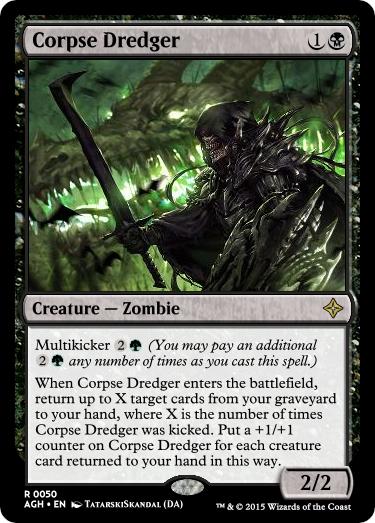 Corpse Dredger 1
Creature — Zombie
Multikicker 2 (You may pay an additional
2 any number of times as you cast this spell.)
When Corpse Dredger enters the battlefield,
return up to X target cards from your graveyard
to your hand, where X is the number of times
Corpse Dredger was kicked. Put a +1/+1
counter on Corpse Dredger for each creature
card returned to your hand in this way.
2/2
R 0050
AGH • EN TatarskiSkandal (DA)
™ & © 2015 Wizards of the Coast